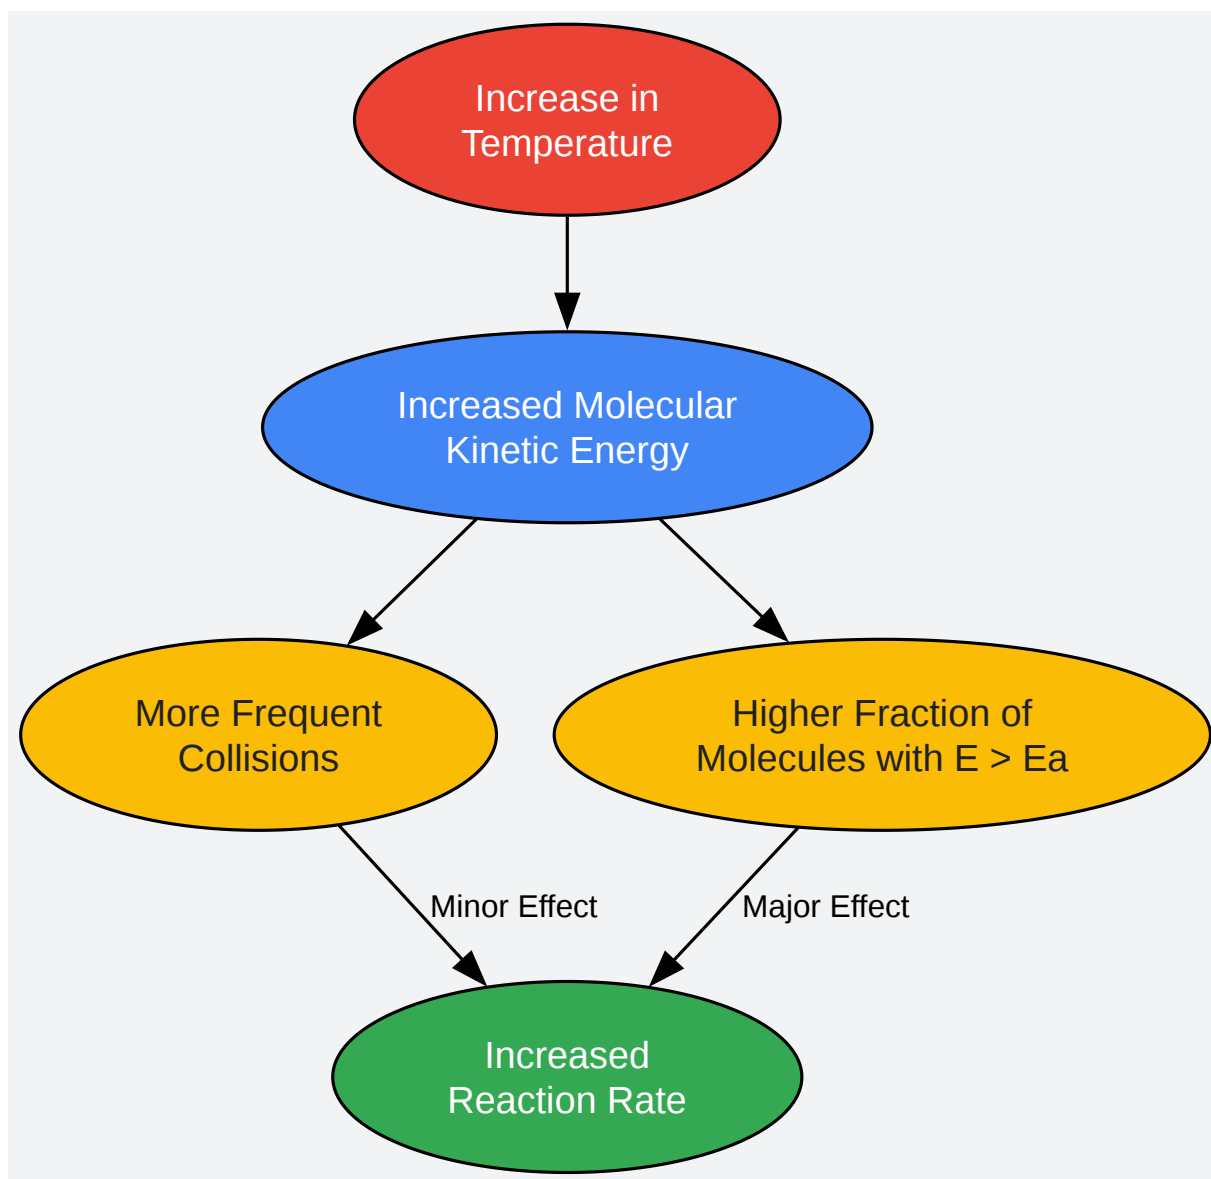 Increase in
Temperature
Increased Molecular
Kinetic Energy
More Frequent
Collisions
Higher Fraction of
Molecules with E > Ea
Minor Effect
Major Effect
Increased
Reaction Rate